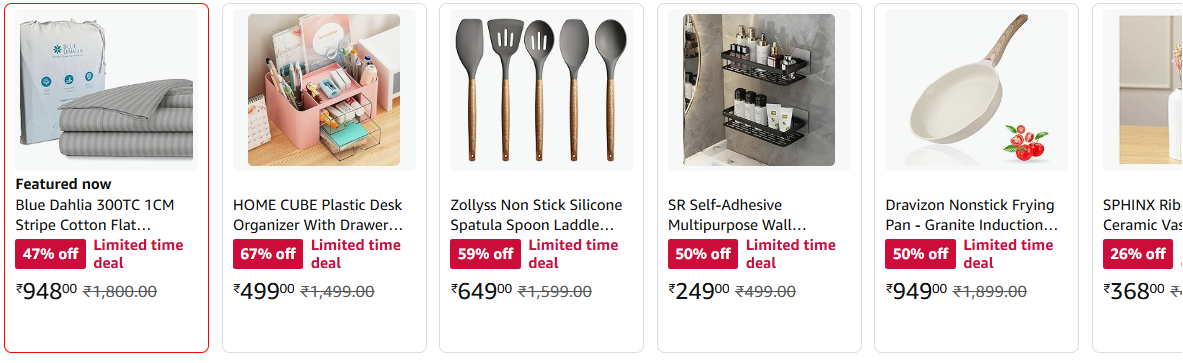 BLUE
DAHLIA
Featured now
Blue Dahlia 300TC 1CM
Stripe Cotton Flat…
47% off Limited time
deal
₹948⁰⁰ ₹1,800.00
HOME CUBE Plastic Desk
Organizer With Drawer…
67% off Limited time
deal
₹499⁰⁰ ₹1,499.00
Zollyss Non Stick Silicone
Spatula Spoon Laddle…
59% off Limited time
deal
₹649⁰⁰ ₹1,599.00
SR Self-Adhesive
Multipurpose Wall…
50% off Limited time
deal
₹249⁰⁰ ₹499.00
Dravizon Nonstick Frying
Pan - Granite Induction…
50% off Limited time
deal
₹949⁰⁰ ₹1,899.00
SPHINX Rib
Ceramic Vas
26% off
₹368⁰⁰